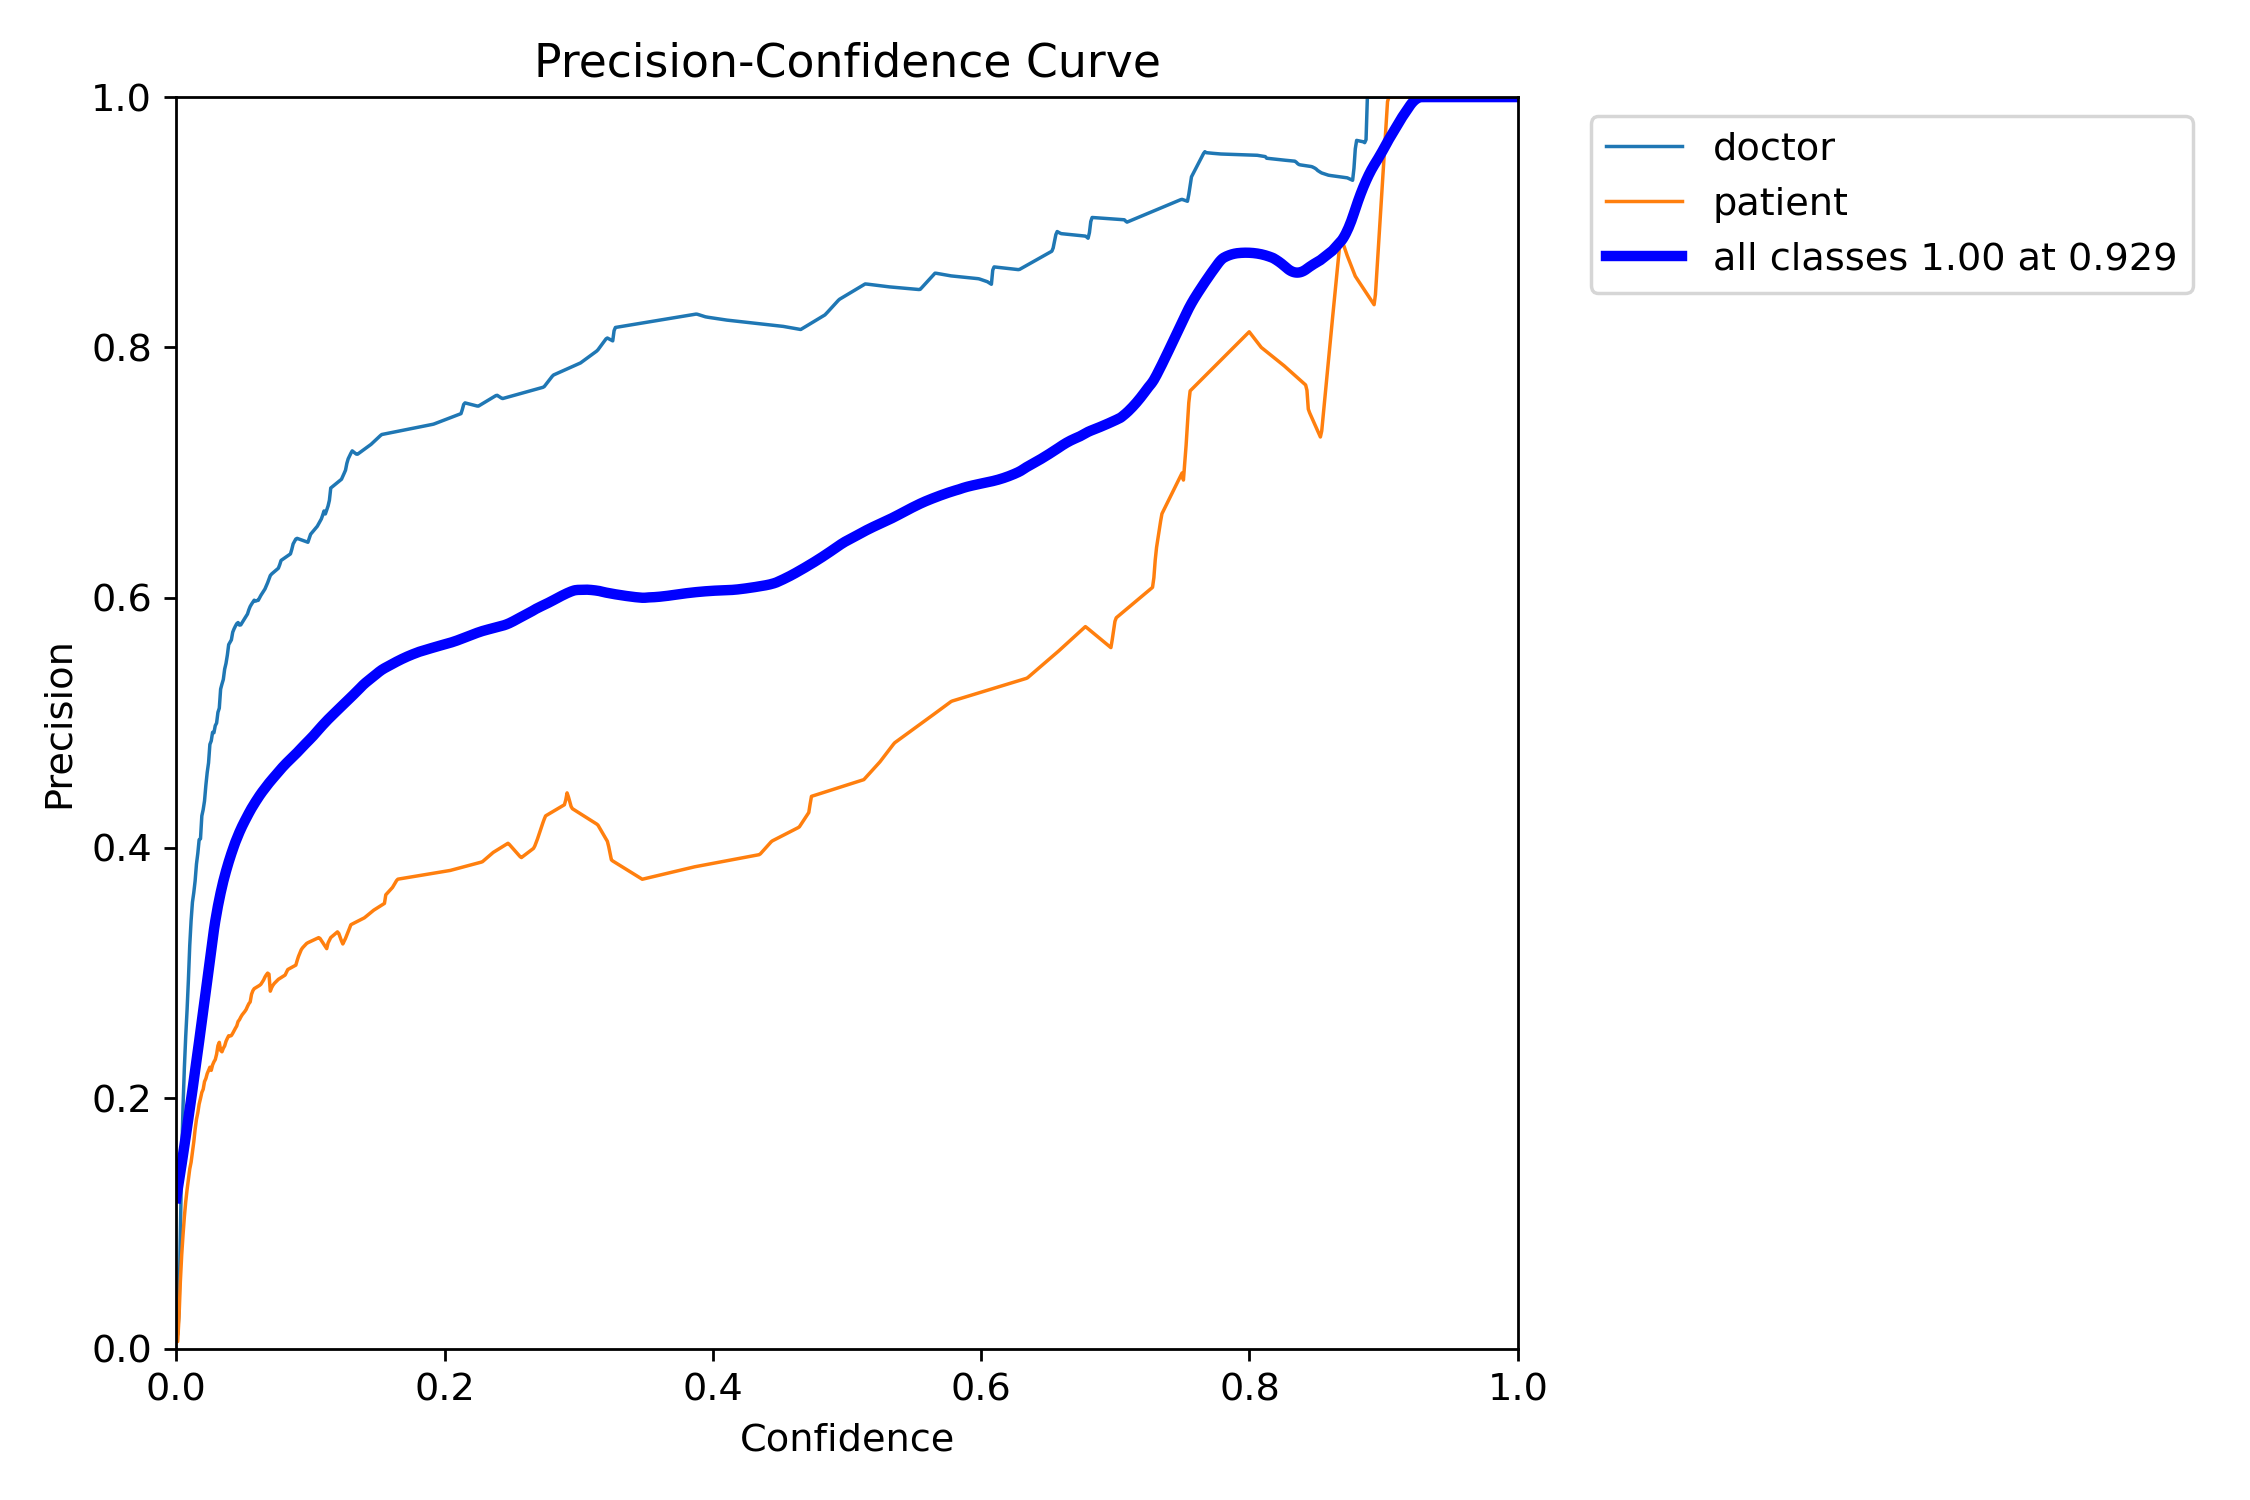 Precision-Confidence Curve
1.0
0.8
0.6
0.4
0.2
0.0
Precision
0.0 0.2 0.4 0.6 0.8 1.0
Confidence
doctor
patient
all classes 1.00 at 0.929